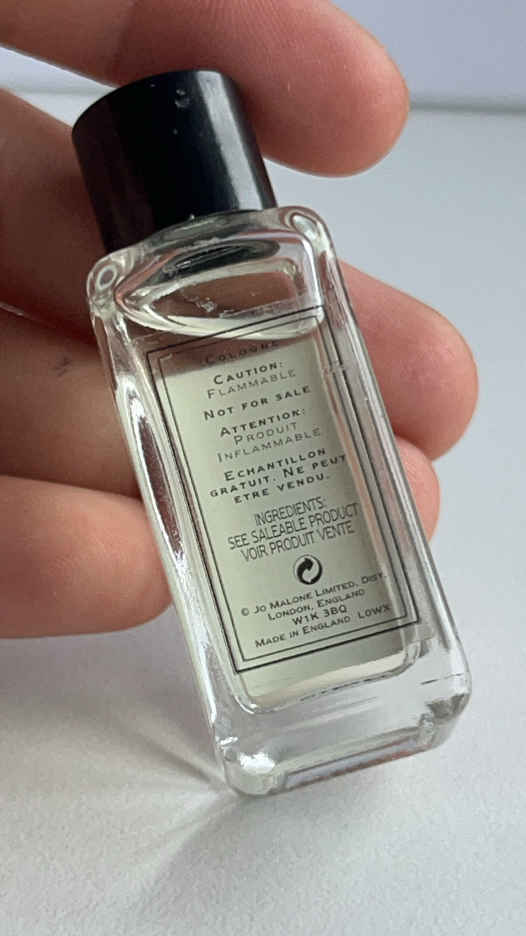 COLOGNE
CAUTION:
FLAMMABLE
NOT FOR SALE
ATTENTION:
PRODUIT
INFLAMMABLE
ECHANTILLON
GRATUIT. NE PEUT
ETRE VENDU.
INGREDIENTS:
SEE SALEABLE PRODUCT
VOIR PRODUIT VENTE
© JO MALONE LIMITED, DIST.
LONDON, ENGLAND
W1K 3BQ
MADE IN ENGLAND LGWX